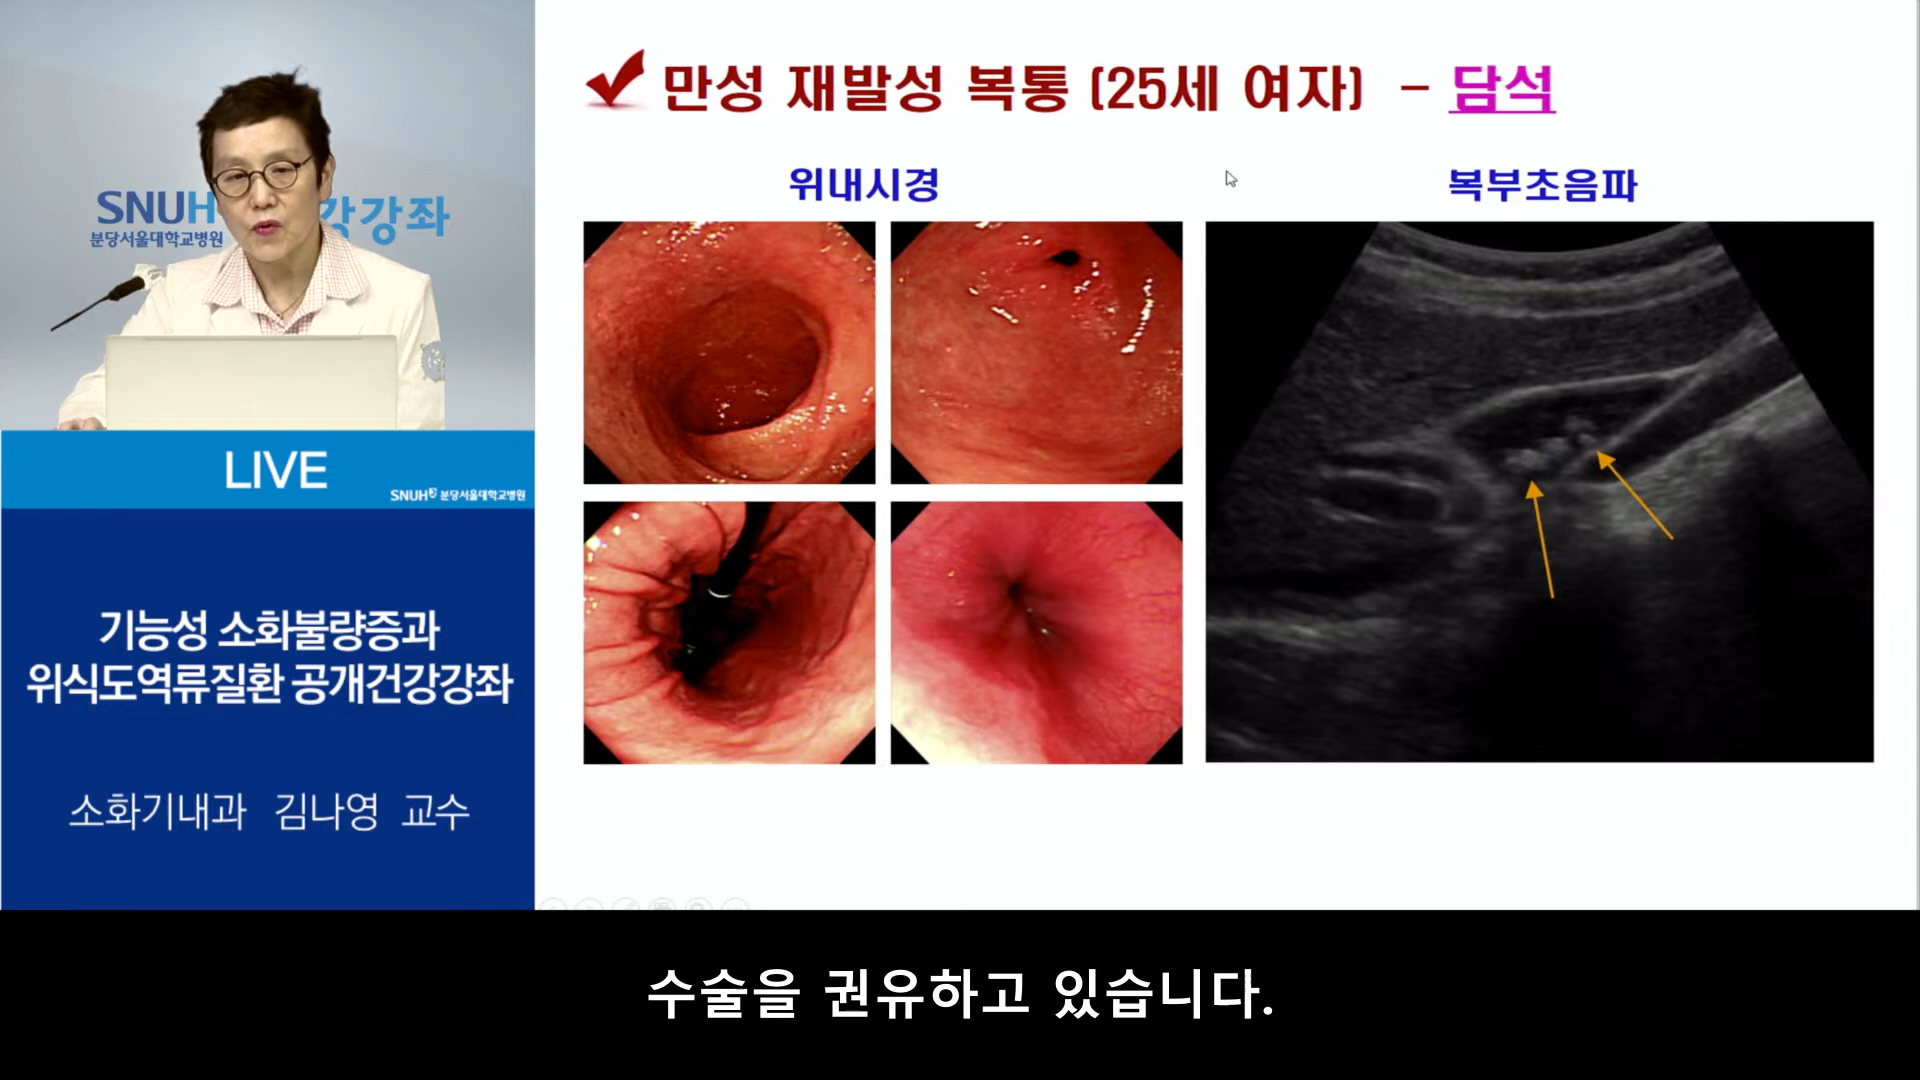 만성 재발성 복통 (25세 여자) - 담석
위내시경
복부초음파
SNUH
강강좌
분당서울대학교병원
LIVE
SNUH 분당서울대학교병원
기능성 소화불량증과
위식도역류질환 공개건강강좌
소화기내과 김나영 교수
수술을 권유하고 있습니다.